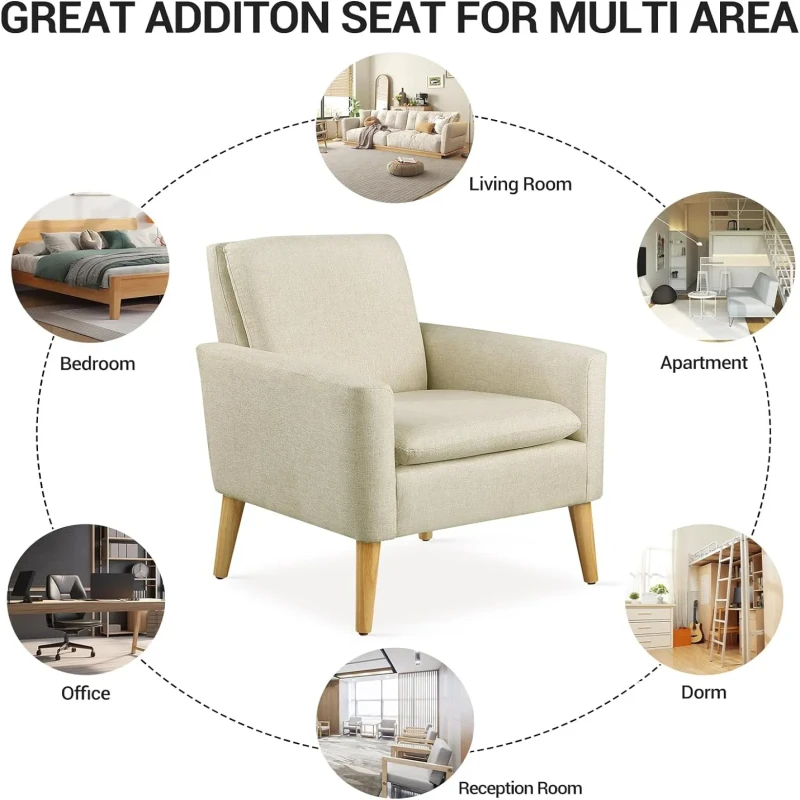 GREAT ADDITON SEAT FOR MULTI AREA
Living Room
Bedroom
Apartment
Office
Dorm
Reception Room